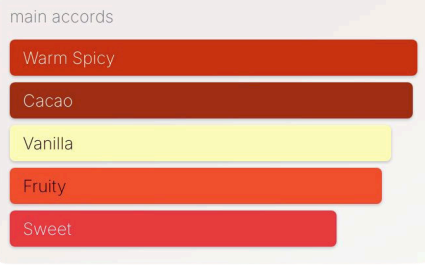 main accords
Warm Spicy
Cacao
Vanilla
Fruity
Sweet